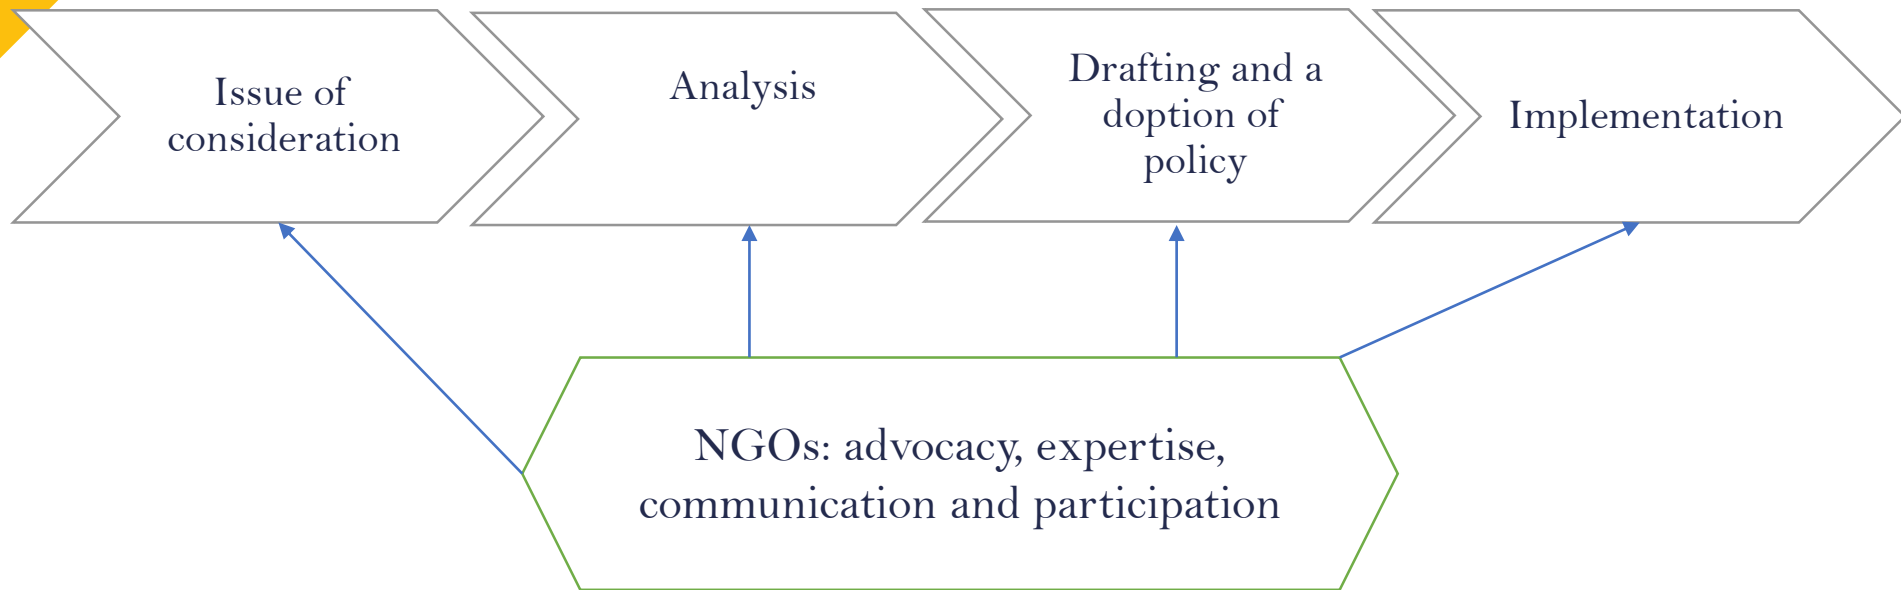 Issue of
consideration
Analysis
Drafting and a
doption of
policy
Implementation
NGOs: advocacy, expertise,
communication and participation